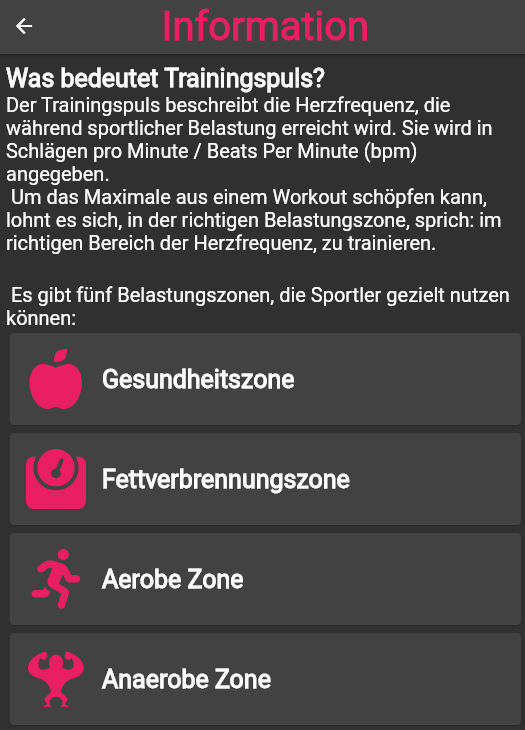 Information
Was bedeutet Trainingspuls?
Der Trainingspuls beschreibt die Herzfrequenz, die
während sportlicher Belastung erreicht wird. Sie wird in
Schlägen pro Minute / Beats Per Minute (bpm)
angegeben.
Um das Maximale aus einem Workout schöpfen kann,
lohnt es sich, in der richtigen Belastungszone, sprich: im
richtigen Bereich der Herzfrequenz, zu trainieren.
Es gibt fünf Belastungszonen, die Sportler gezielt nutzen
können:
Gesundheitszone
Fettverbrennungszone
Aerobe Zone
Anaerobe Zone